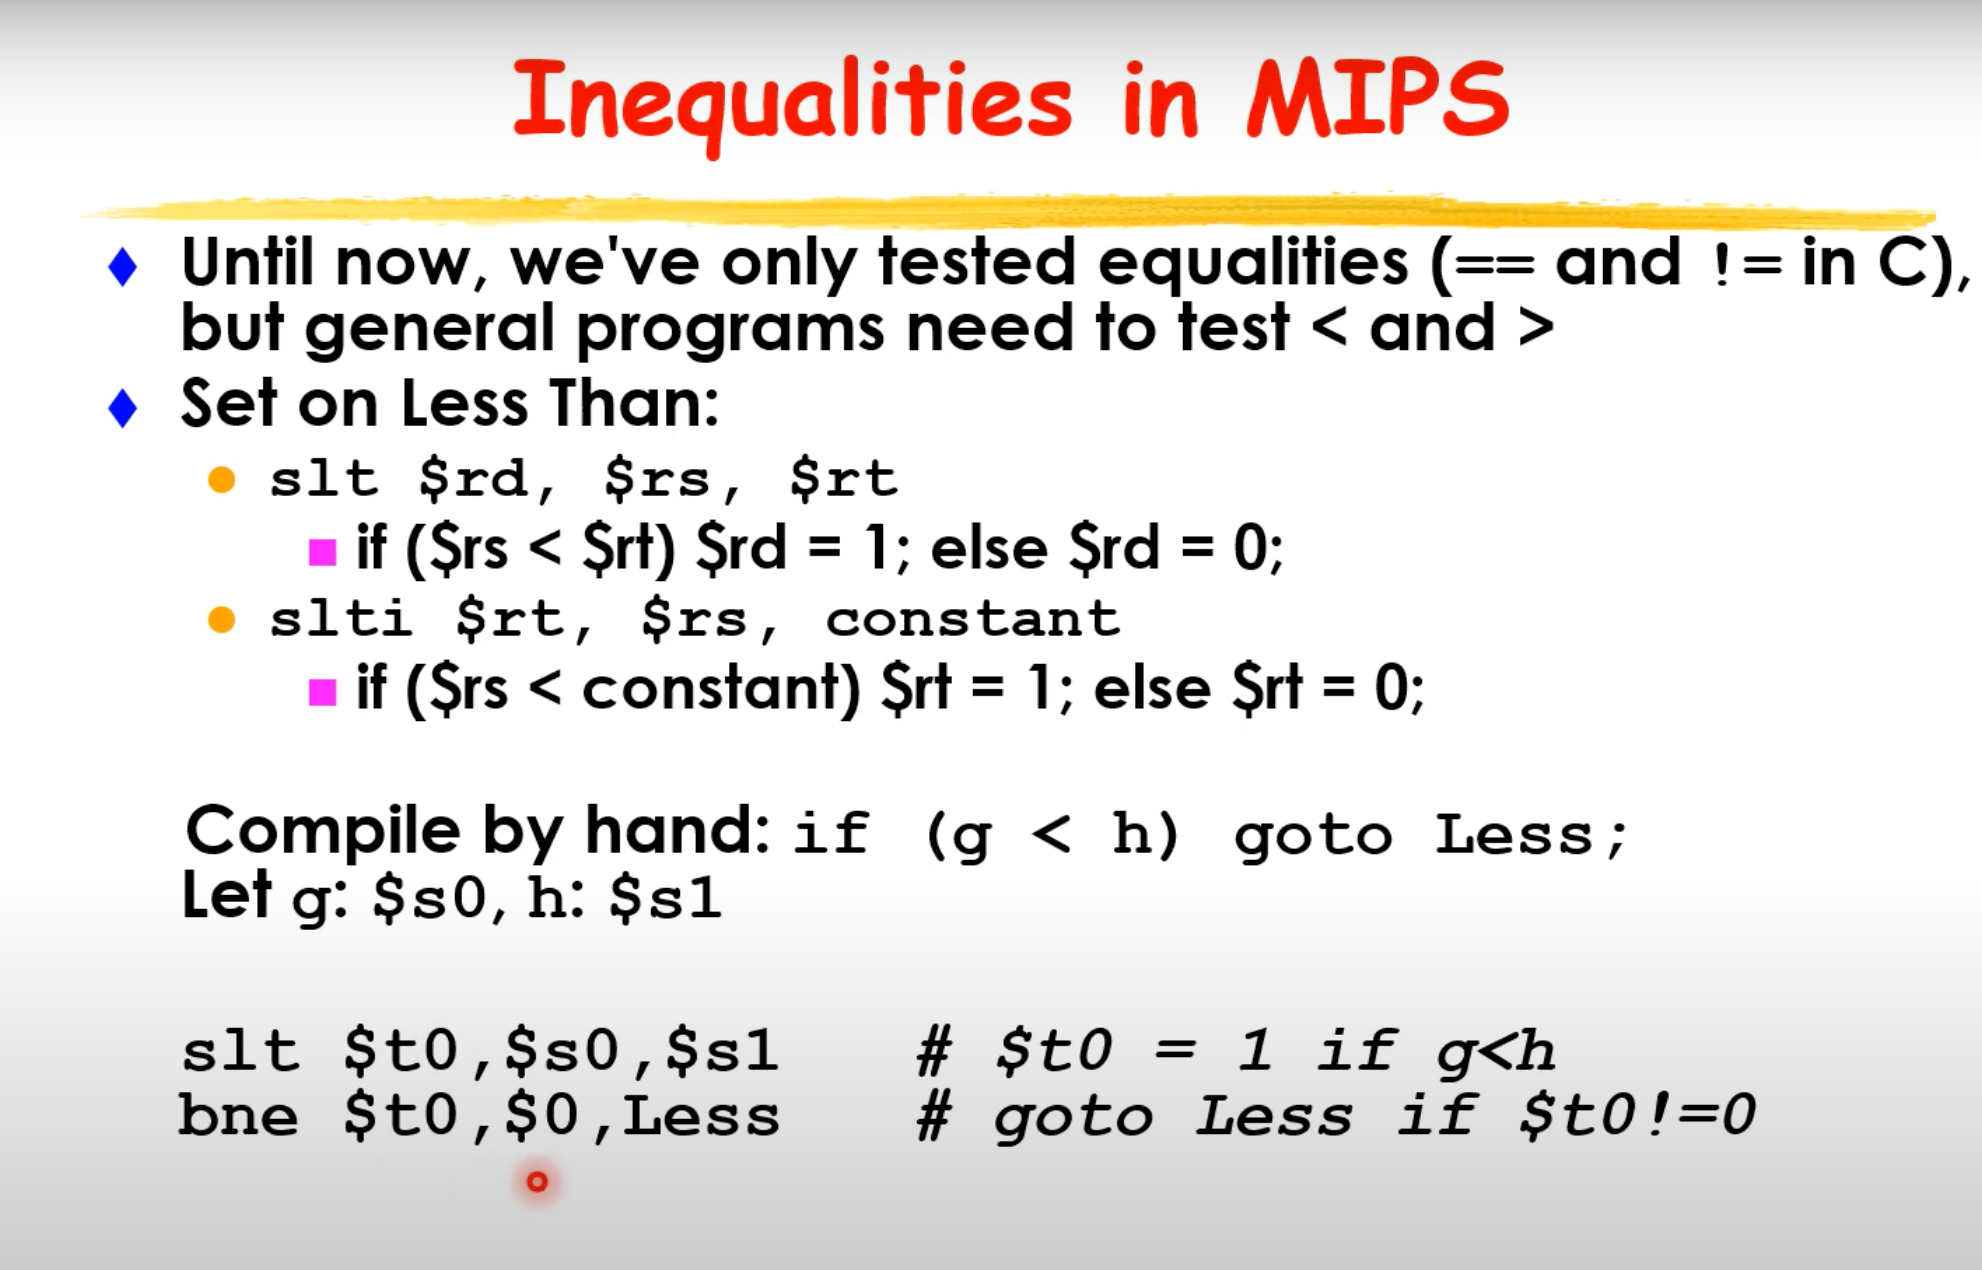 Inequalities in MIPS
Until now, we've only tested equalities (== and != in C),
but general programs need to test < and >
Set on Less Than:
slt $rd, $rs, $rt
if ($rs < $rt) $rd = 1; else $rd = 0;
slti $rt, $rs, constant
if ($rs < constant) $rt = 1; else $rt = 0;
Compile by hand: if (g < h) goto Less;
Let g: $s0, h: $s1
slt $t0,$s0,$s1 # $t0 = 1 if g<h
bne $t0,$0,Less # goto Less if $t0!=0